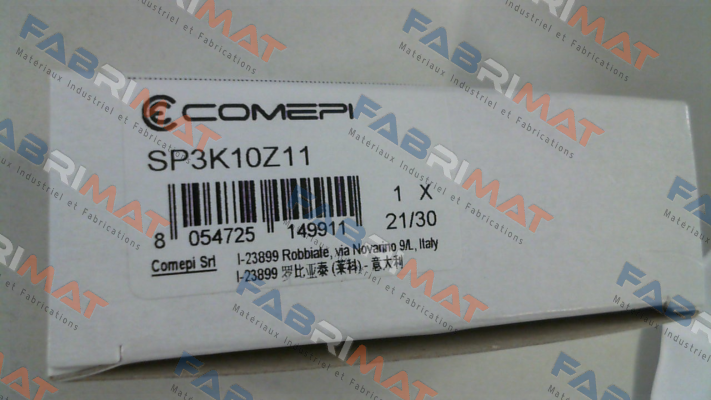 COMEPI
SP3K10Z11
8 054725 149911
1 X
21/30
Comepi Srl
I-23899 Robbiate, via Novarino 9/L, Italy
I-23899 罗比亚泰 (莱科) - 意大利
FABRIMAT
Materiaux Industriel et Fabrications